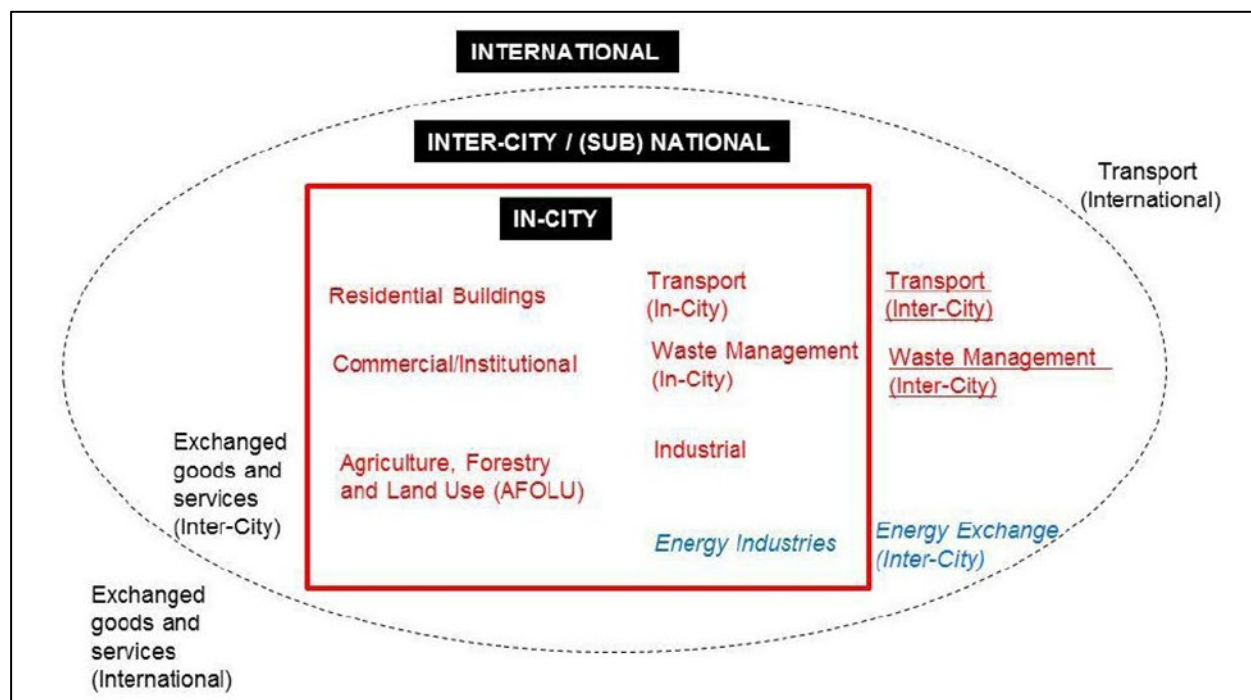 INTERNATIONAL
INTER-CITY / (SUB) NATIONAL
Transport
(International)
IN-CITY
Residential Buildings
Transport
(In-City)
Transport
(Inter-City)
Commercial/Institutional
Waste Management
(In-City)
Waste Management
(Inter-City)
Exchanged
goods and
services
(Inter-City)
Agriculture, Forestry
and Land Use (AFOLU)
Industrial
Energy Industries
Energy Exchange
(Inter-City)
Exchanged
goods and
services
(International)